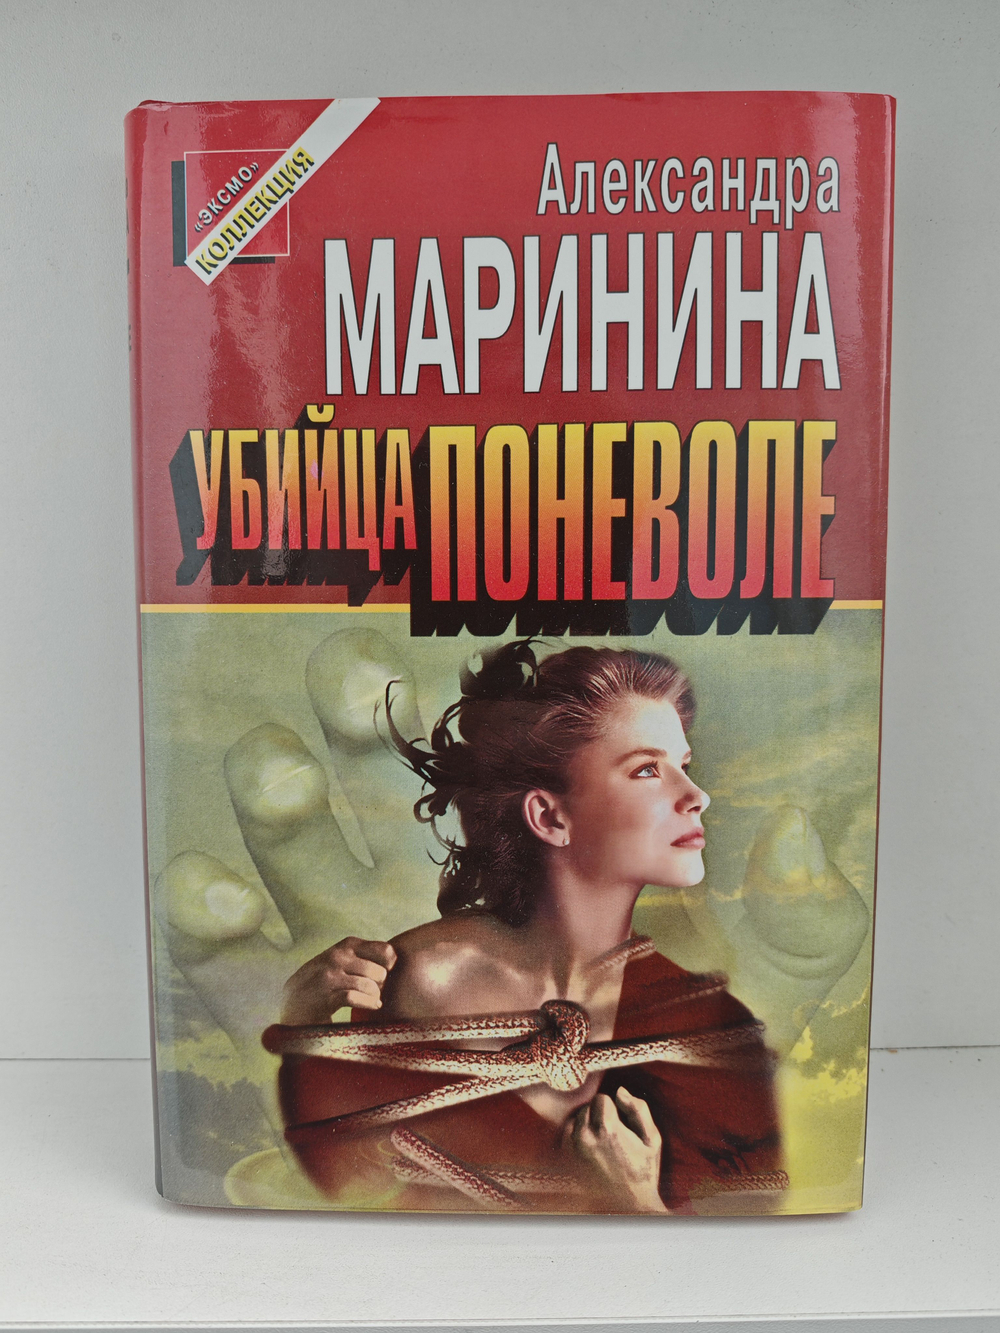 «ЭКСМО»
КОЛЛЕКЦИЯ
Александра
МАРИНИНА
УБИЙЦА ПОНЕВОЛЕ